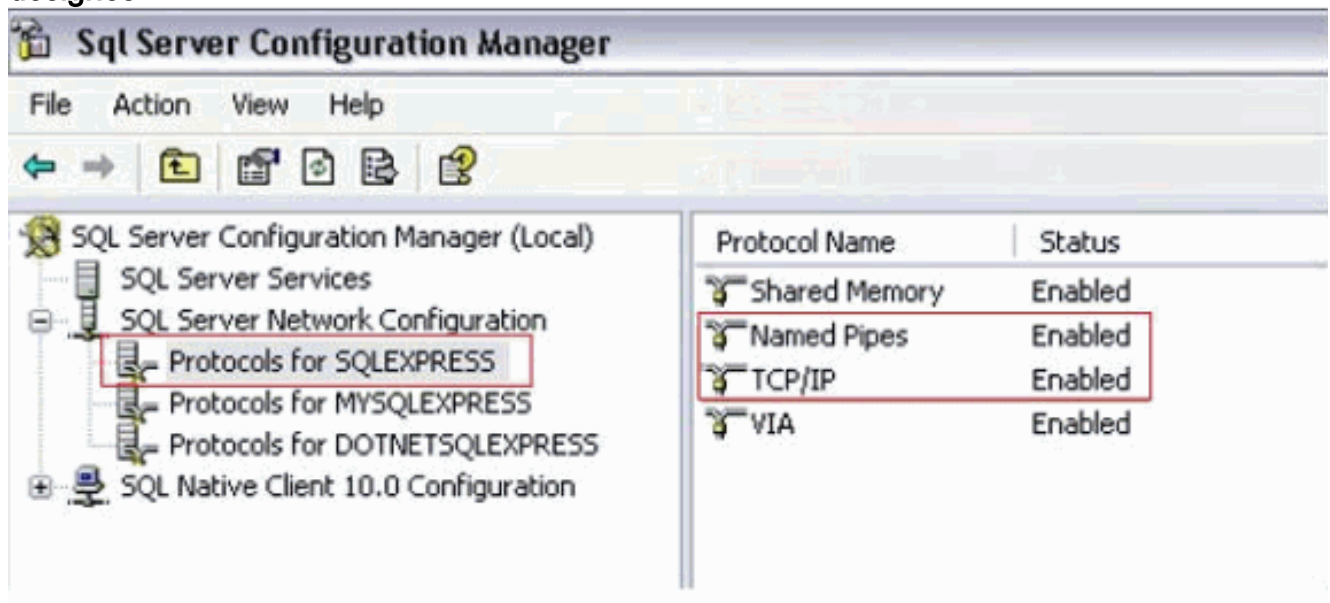 Sql Server Configuration Manager
File Action View Help
SQL Server Configuration Manager (Local)
SQL Server Services
SQL Server Network Configuration
Protocols for SQLEXPRESS
Protocols for MYSQLEXPRESS
Protocols for DOTNETSQLEXPRESS
SQL Native Client 10.0 Configuration
Protocol Name Status
Shared Memory Enabled
Named Pipes Enabled
TCP/IP Enabled
VIA Enabled